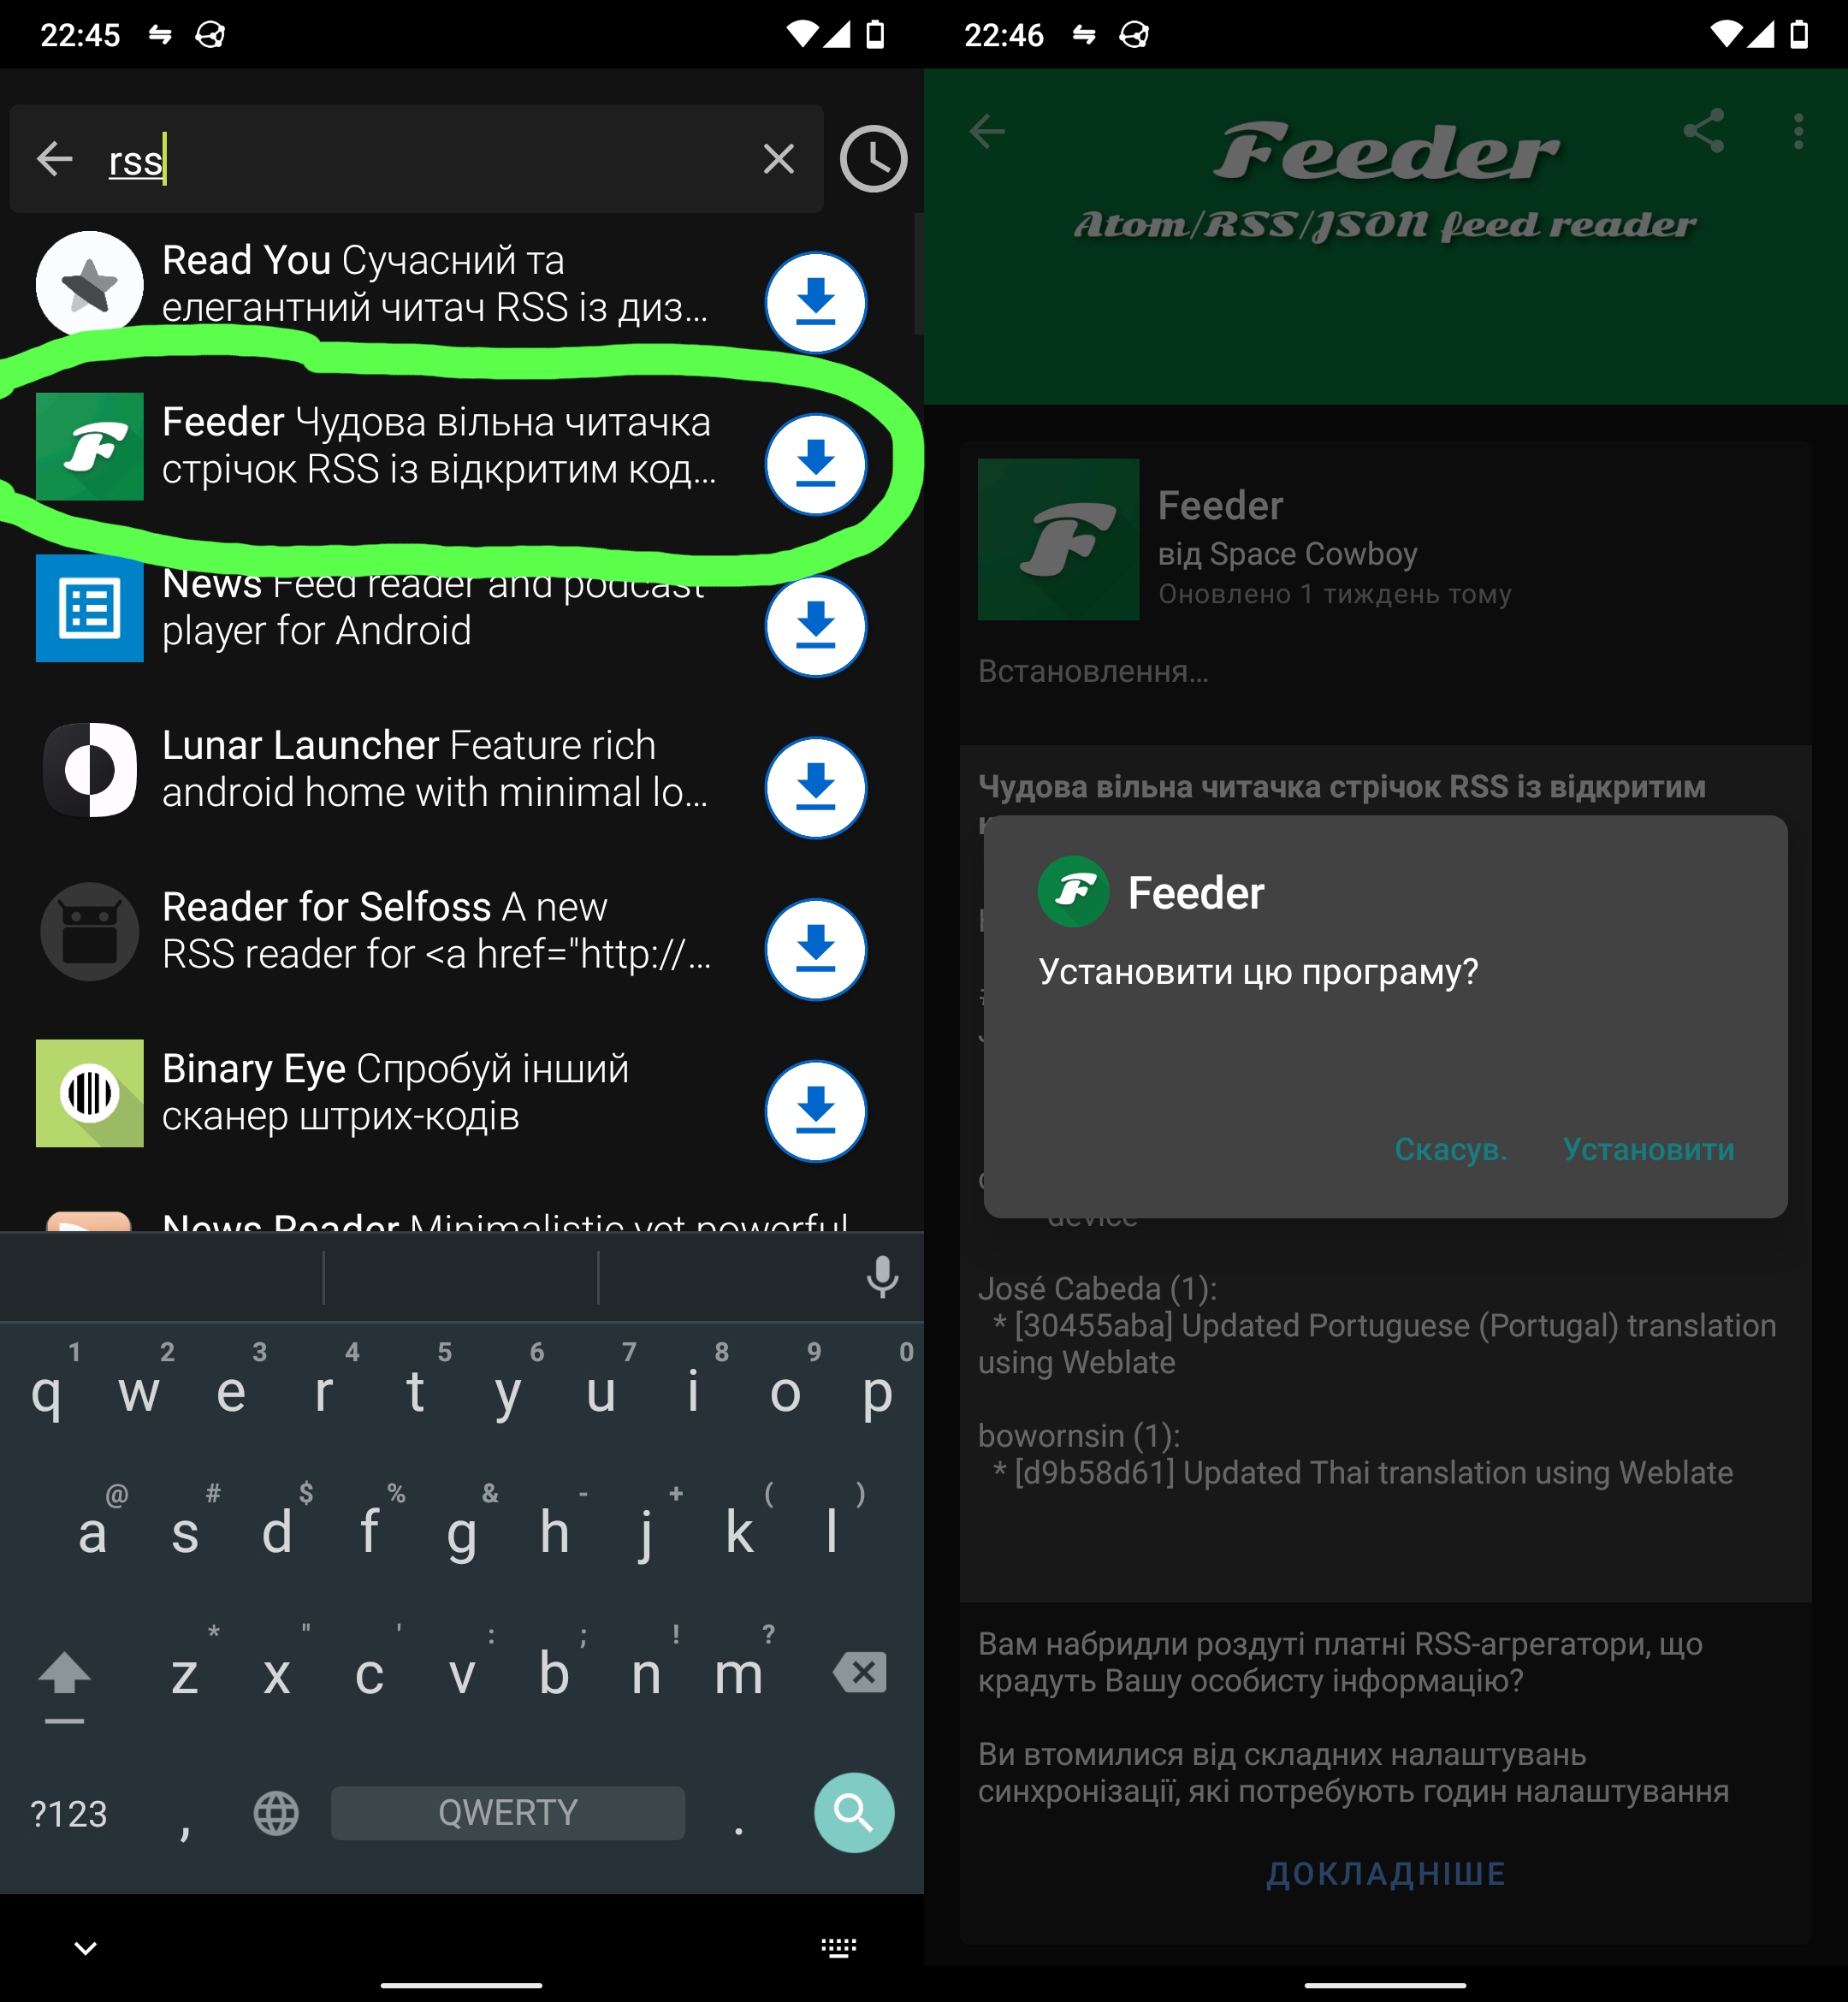 22:45
rss
Read You Сучасний та
елегантний читач RSS із диз...
Feeder Чудова вільна читачка
стрічок RSS із відкритим код...
News Feed reader and podcast
player for Android
Lunar Launcher Feature rich
android home with minimal lo...
Reader for Selfoss A new
RSS reader for <a href="http://...
Binary Eye Спробуй інший
сканер штрих-кодів
News Reader Minimalistic yet powerful
1 2 3 4 5 6 7 8 9 0
q w e r t y u i o p
@ # $ % & - + ( )
a s d f g h j k l
* " ' : ; ! ?
z x c v b n m
?123 , QWERTY .
22:46
Feeder
Atom/RSS/JSON feed reader
Feeder
від Space Cowboy
Оновлено 1 тиждень тому
Встановлення...
Чудова вільна читачка стрічок RSS із відкритим
Feeder
Установити цю програму?
Скасув. Установити
device
José Cabeda (1):
* [30455aba] Updated Portuguese (Portugal) translation
using Weblate
bowornsin (1):
* [d9b58d61] Updated Thai translation using Weblate
Вам набридли роздуті платні RSS-агрегатори, що
крадуть Вашу особисту інформацію?
Ви втомилися від складних налаштувань
синхронізації, які потребують годин налаштування
ДОКЛАДНІШЕ